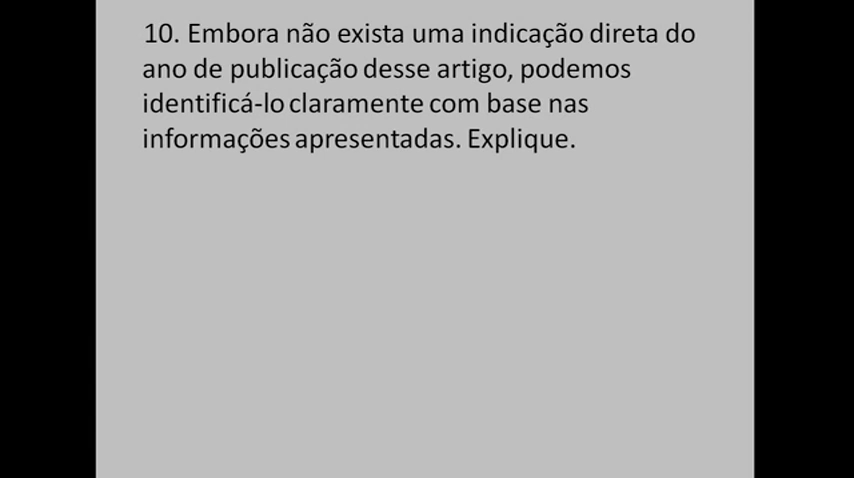 10. Embora não exista uma indicação direta do
ano de publicação desse artigo, podemos
identificá-lo claramente com base nas
informações apresentadas. Explique.